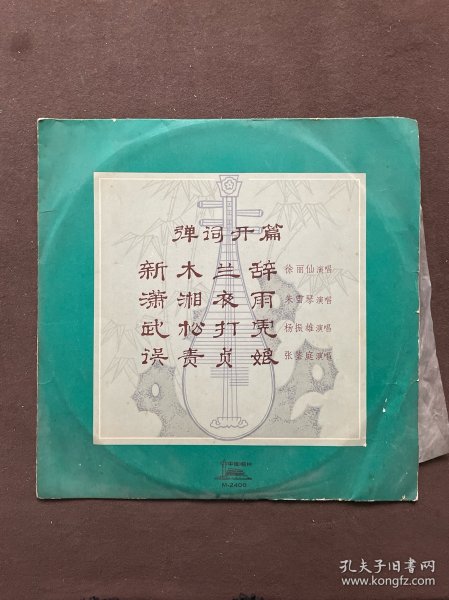 弹词开篇
新木兰辞 徐丽仙演唱
潇湘夜雨 朱雪琴演唱
武松打虎 杨振雄演唱
误责贞娘 张鉴庭演唱
中国唱片
M-2400
孔夫子旧书网
www.kongfz.com